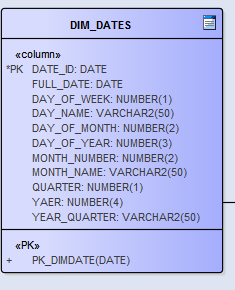 DIM_DATES
«column»
*PK DATE_ID: DATE
FULL_DATE: DATE
DAY_OF_WEEK: NUMBER(1)
DAY_NAME: VARCHAR2(50)
DAY_OF_MONTH: NUMBER(2)
DAY_OF_YEAR: NUMBER(3)
MONTH_NUMBER: NUMBER(2)
MONTH_NAME: VARCHAR2(50)
QUARTER: NUMBER(1)
YAER: NUMBER(4)
YEAR_QUARTER: VARCHAR2(50)
«PK»
+ PK_DIMDATE(DATE)